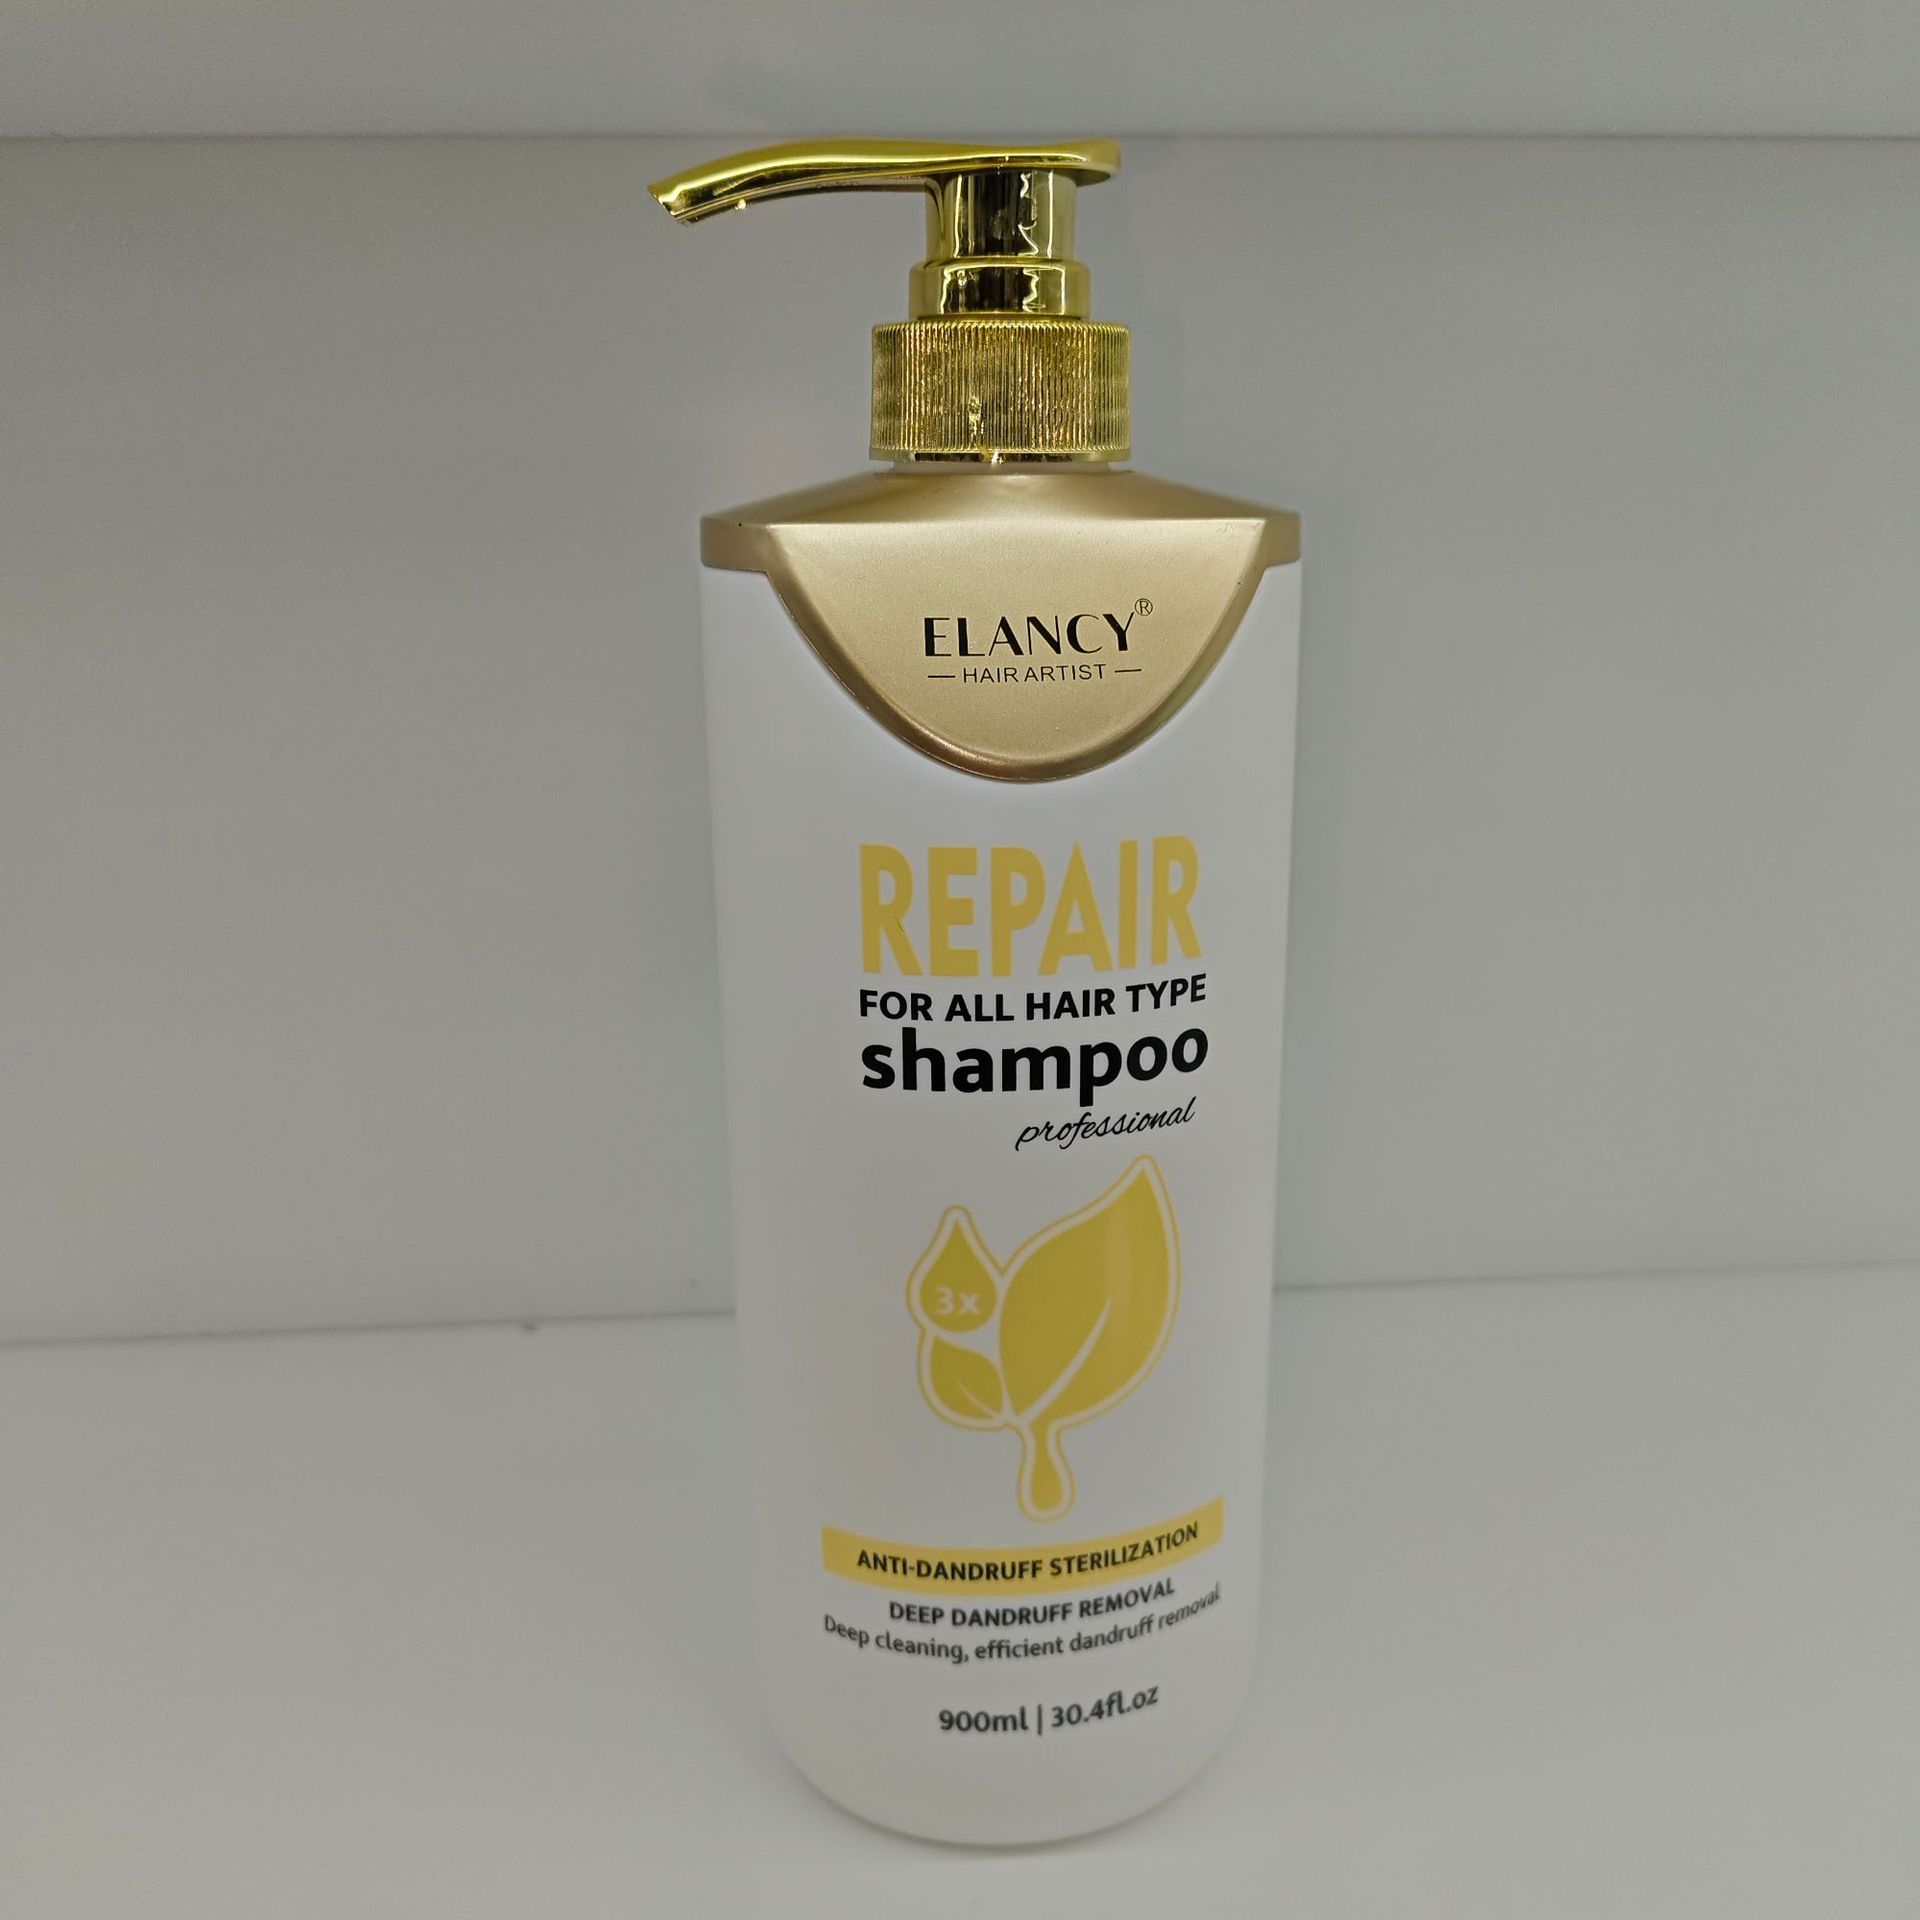 ELANCY®
— HAIR ARTIST —
REPAIR
FOR ALL HAIR TYPE
shampoo
professional
3x
ANTI-DANDRUFF STERILIZATION
DEEP DANDRUFF REMOVAL
Deep cleaning, efficient dandruff removal
900ml | 30.4fl.oz